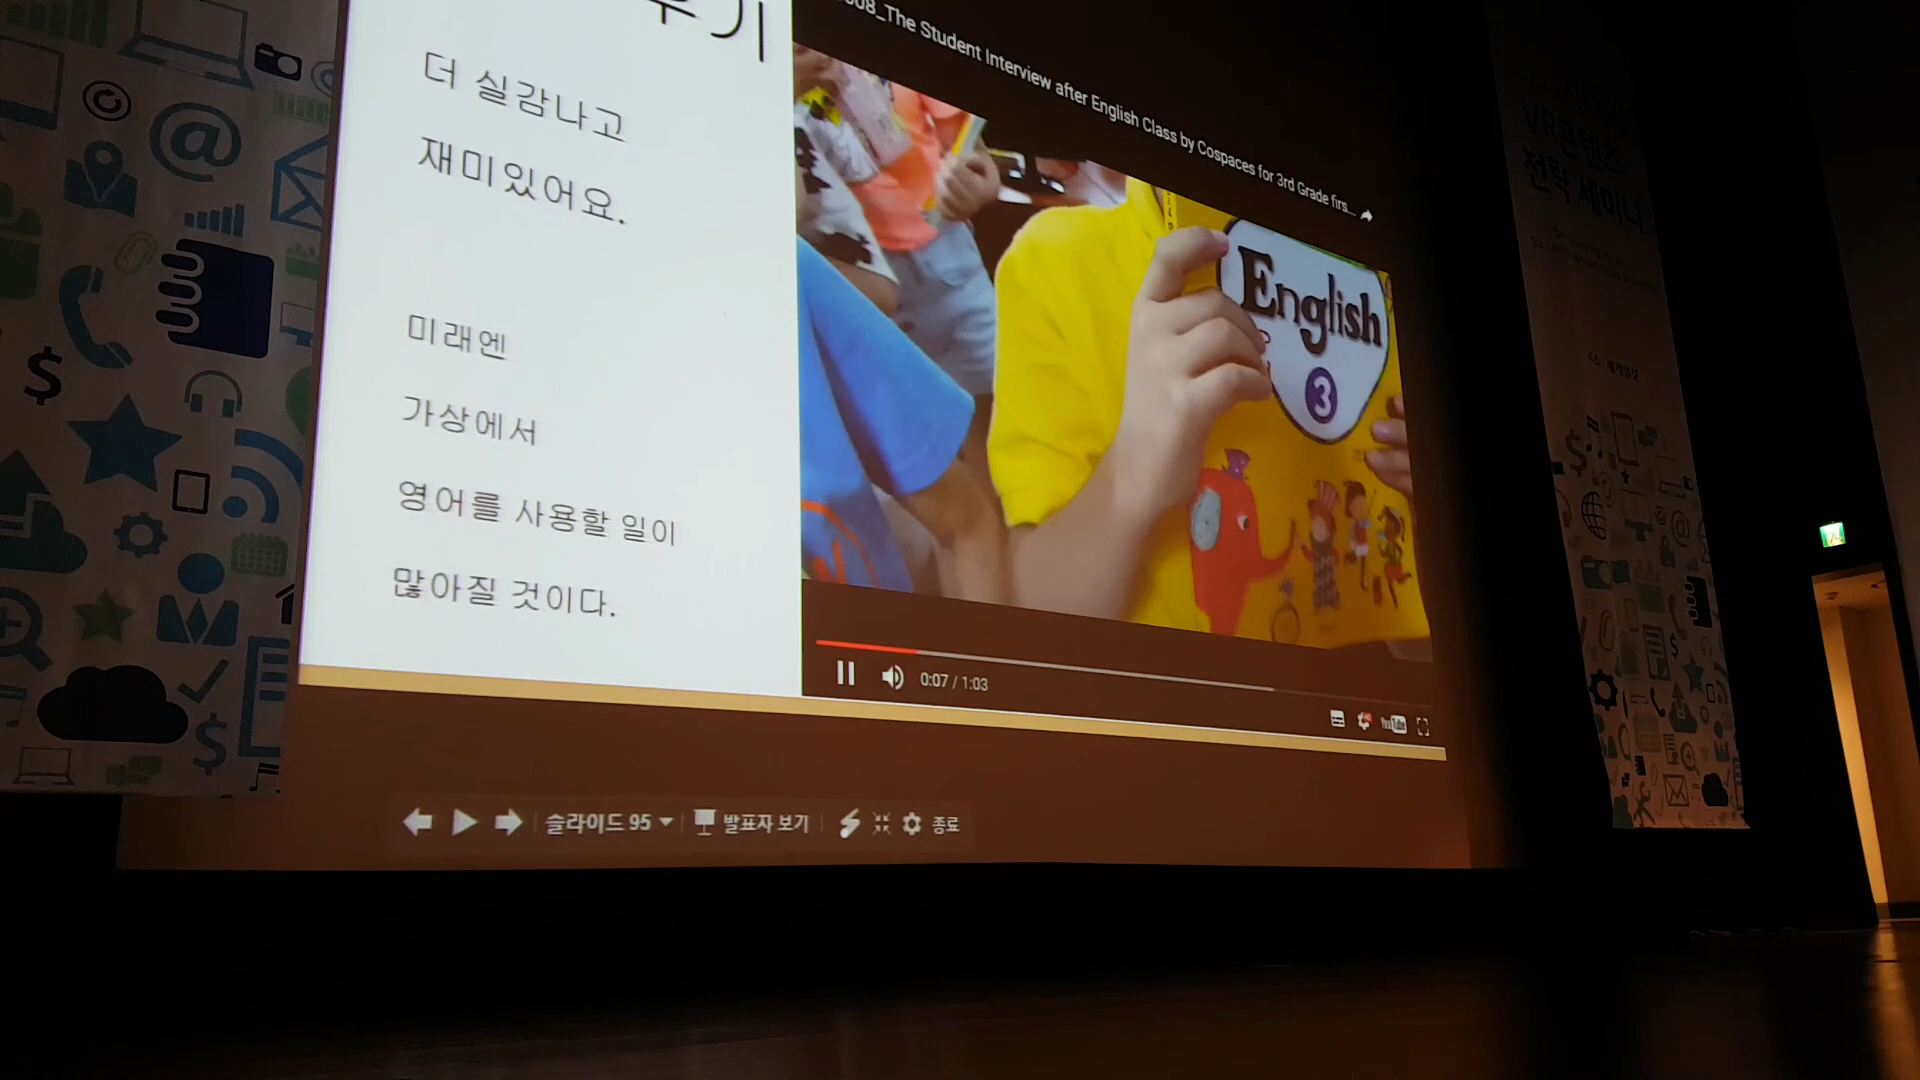 더 실감나고
재미있어요.
미래엔
가상에서
영어를 사용할 일이
많아질 것이다.
The Student Interview after English Class by Cospaces for 3rd Grade firs...
English
3
0:07 / 1:03
YouTube
슬라이드 95
발표자 보기
종료
VR콘텐츠
전략 세미나